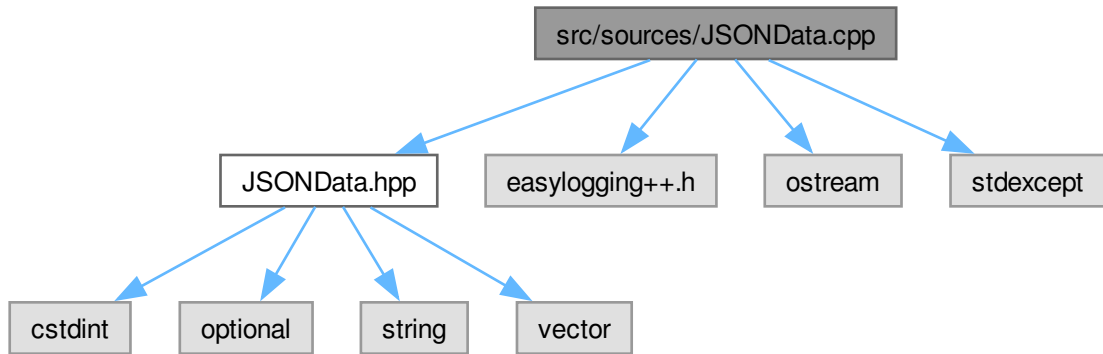 src/sources/JSONData.cpp
JSONData.hpp
easylogging++.h
ostream
stdexcept
cstdint
optional
string
vector